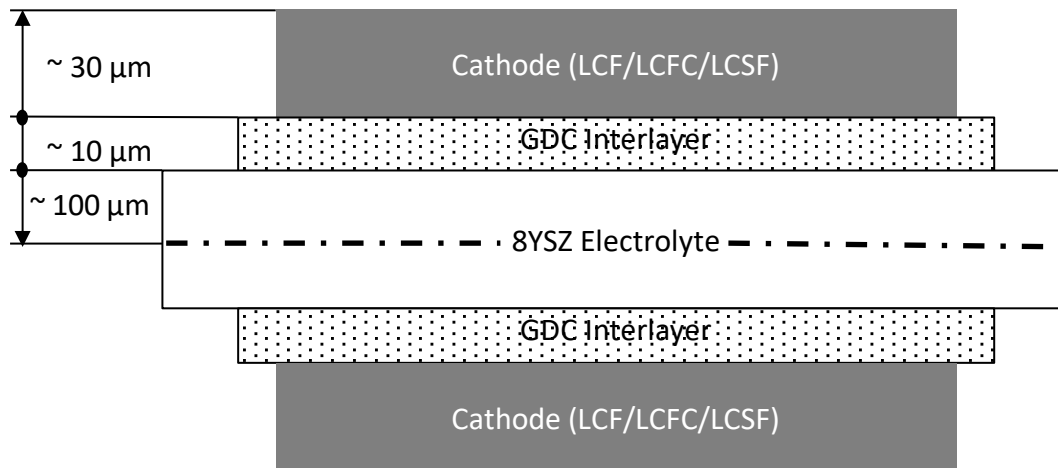 ~ 30 µm
Cathode (LCF/LCFC/LCSF)
~ 10 µm
GDC Interlayer
~ 100 µm
8YSZ Electrolyte
GDC Interlayer
Cathode (LCF/LCFC/LCSF)